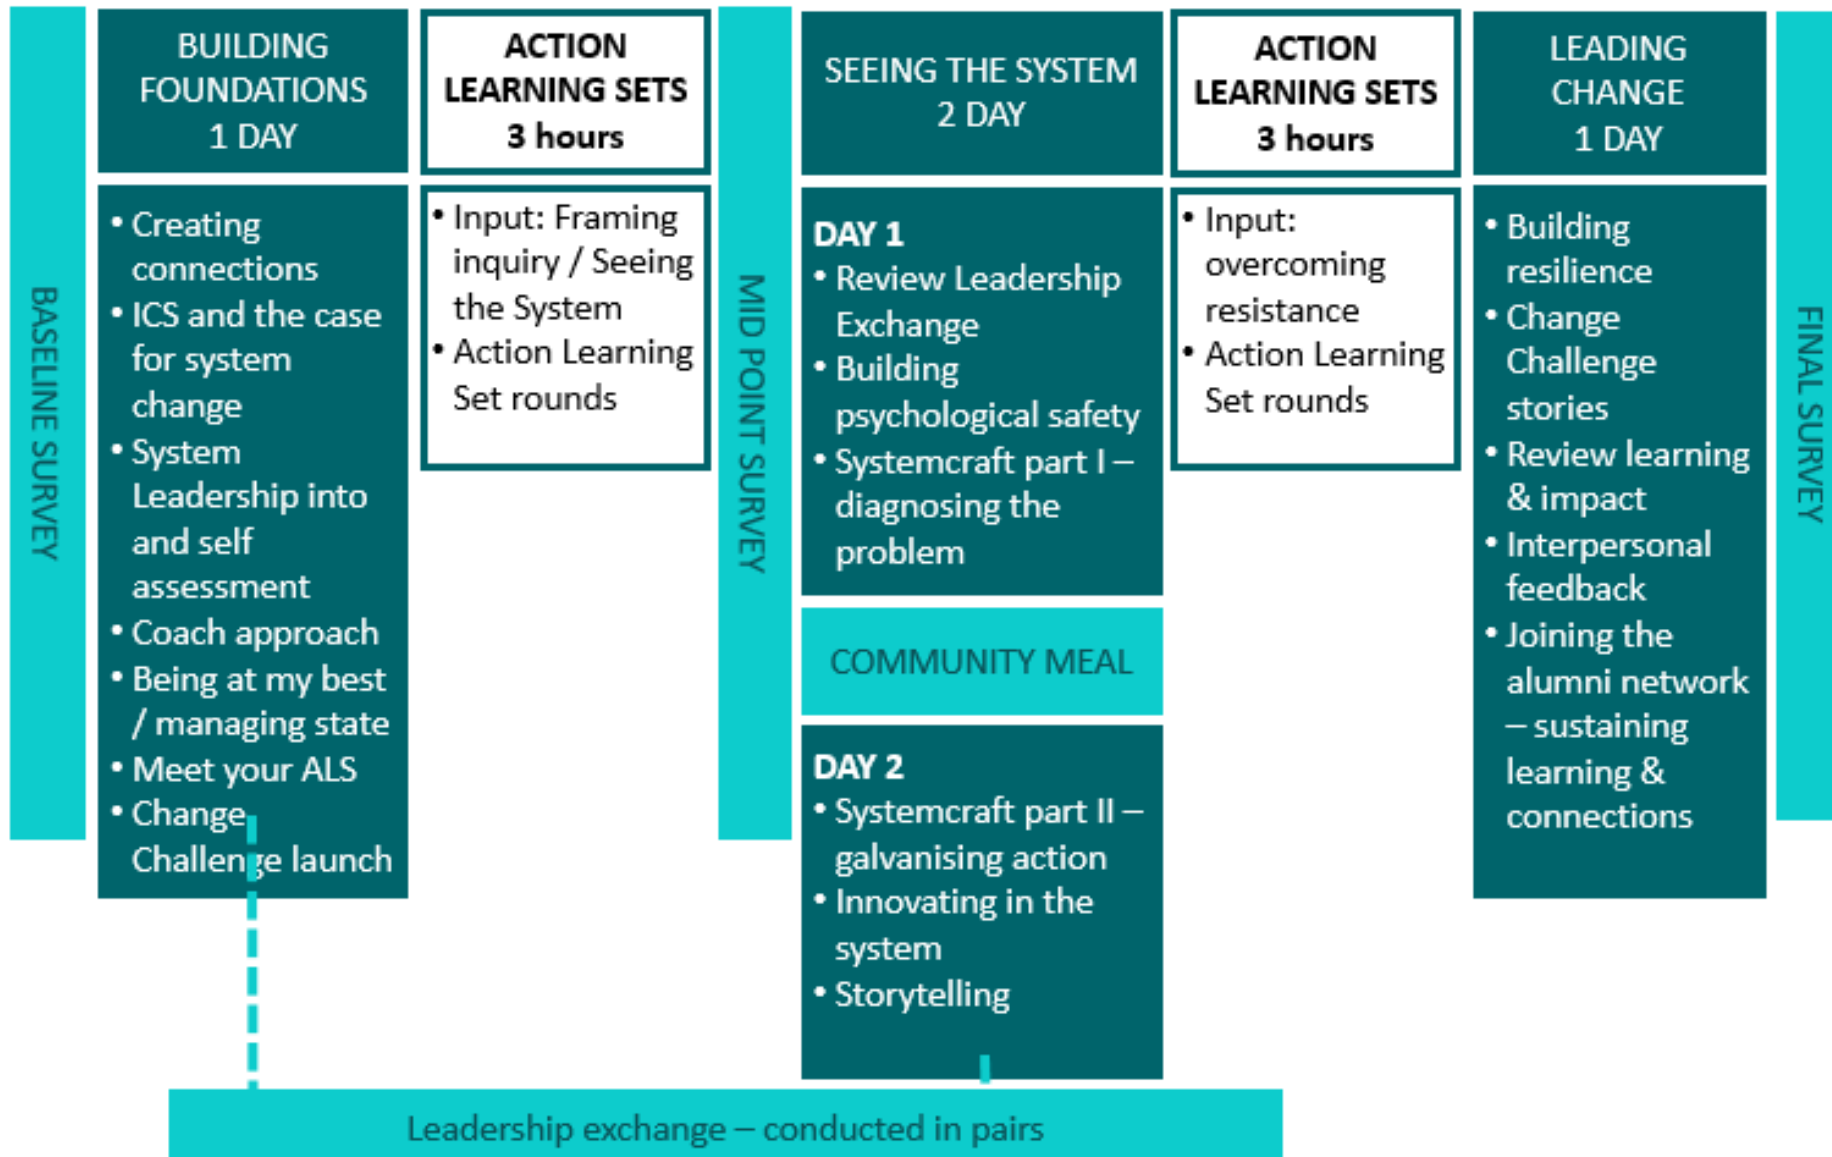 BASELINE SURVEY
BUILDING
FOUNDATIONS
1 DAY
• Creating
connections
• ICS and the case
for system
change
• System
Leadership into
and self
assessment
• Coach approach
• Being at my best
/ managing state
• Meet your ALS
• Change
Challenge launch
ACTION
LEARNING SETS
3 hours
• Input: Framing
inquiry / Seeing
the System
• Action Learning
Set rounds
MID POINT SURVEY
SEEING THE SYSTEM
2 DAY
DAY 1
• Review Leadership
Exchange
• Building
psychological safety
• Systemcraft part I –
diagnosing the
problem
COMMUNITY MEAL
DAY 2
• Systemcraft part II –
galvanising action
• Innovating in the
system
• Storytelling
ACTION
LEARNING SETS
3 hours
• Input:
overcoming
resistance
• Action Learning
Set rounds
LEADING
CHANGE
1 DAY
• Building
resilience
• Change
Challenge
stories
• Review learning
& impact
• Interpersonal
feedback
• Joining the
alumni network
– sustaining
learning &
connections
FINAL SURVEY
Leadership exchange – conducted in pairs